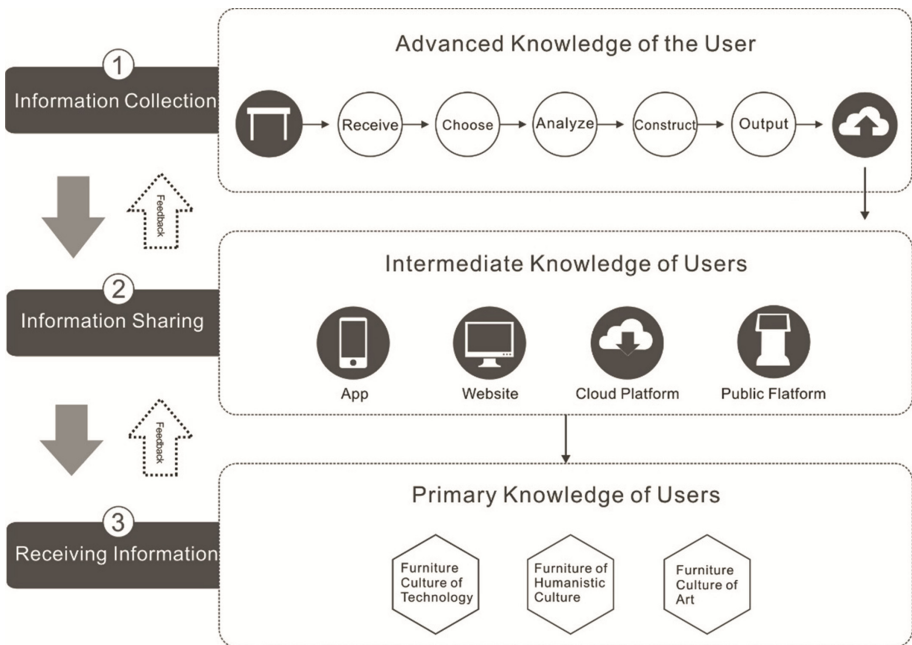 Advanced Knowledge of the User
1
Information Collection
Receive
Choose
Analyze
Construct
Output
Feedback
Intermediate Knowledge of Users
2
Information Sharing
App
Website
Cloud Platform
Public Flatform
Feedback
Primary Knowledge of Users
3
Receiving Information
Furniture
Culture of
Technology
Furniture of
Humanistic
Culture
Furniture
Culture of
Art